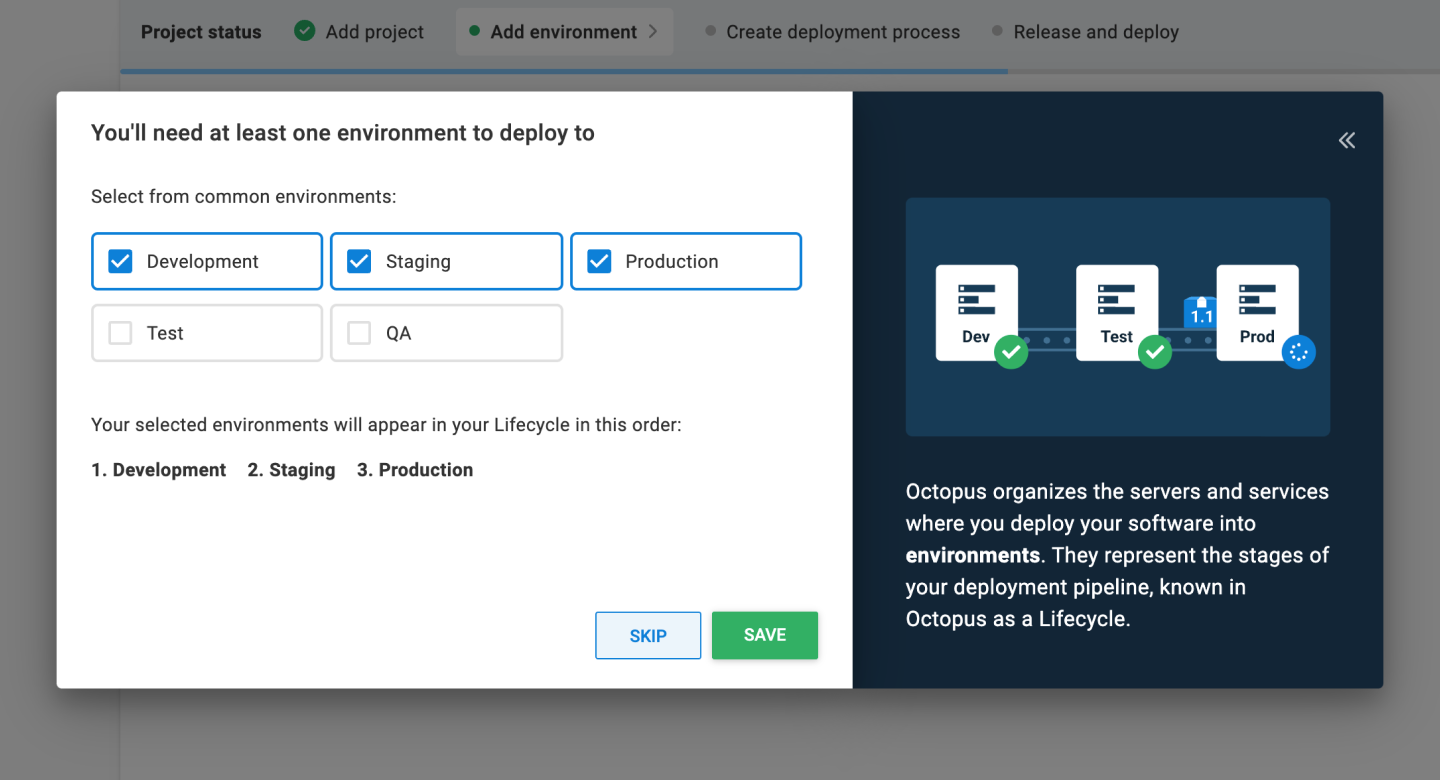 Project status Add project Add environment Create deployment process Release and deploy
You'll need at least one environment to deploy to
Select from common environments:
Development Staging Production
Test QA
Your selected environments will appear in your Lifecycle in this order:
1. Development 2. Staging 3. Production
SKIP SAVE
1.1
Dev Test Prod
Octopus organizes the servers and services
where you deploy your software into
environments. They represent the stages of
your deployment pipeline, known in
Octopus as a Lifecycle.